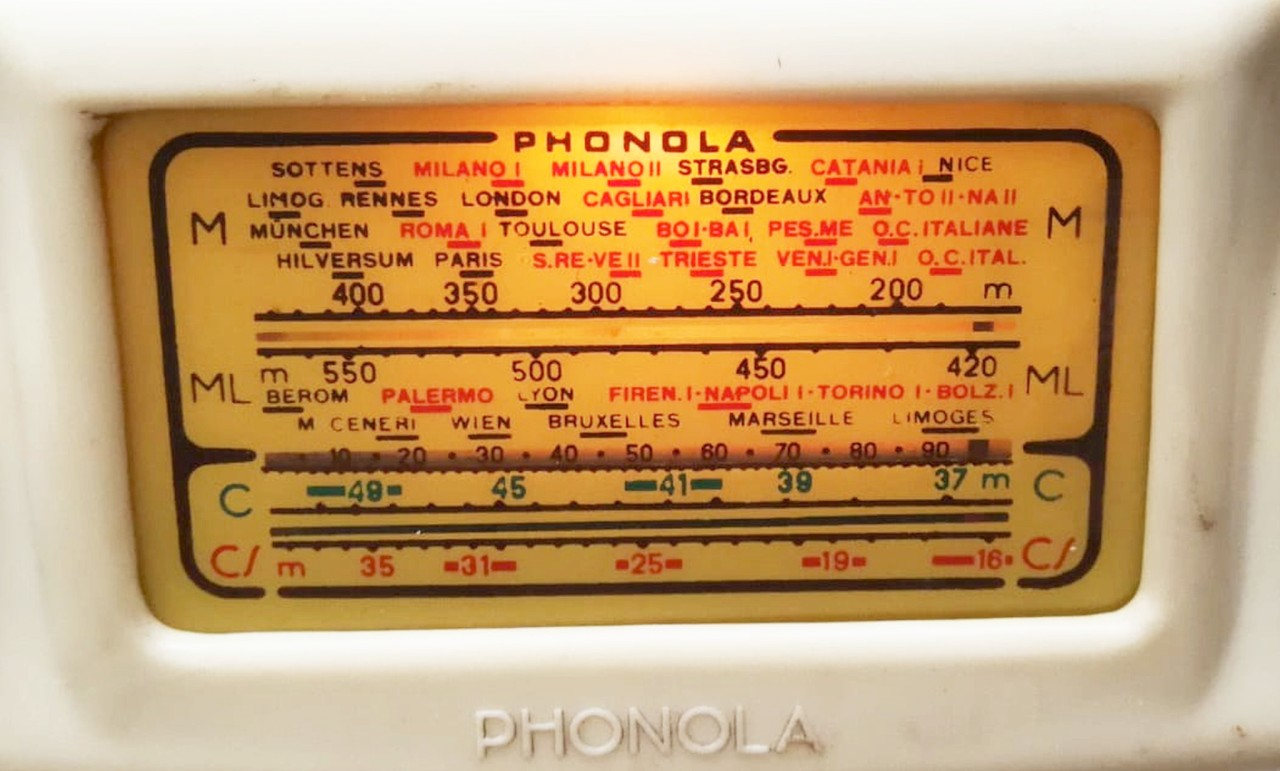 PHONOLA
SOTTENS MILANO I MILANO II STRASBG. CATANIA I NICE
LIMOG. RENNES LONDON CAGLIARI BORDEAUX AN·TO II·NA II
M MÜNCHEN ROMA I TOULOUSE BO I·BA I PES.ME O.C.ITALIANE M
HILVERSUM PARIS S.RE·VE II TRIESTE VEN.I·GEN.I O.C.ITAL.
400 350 300 250 200 m
ML m 550 500 450 420 ML
BEROM PALERMO LYON FIREN.I·NAPOLI I·TORINO I·BOLZ.I
M CENERI WIEN BRUXELLES MARSEILLE LIMOGES
10 20 30 40 50 60 70 80 90
C 49 45 41 39 37 m C
C/ m 35 31 25 19 16 C/
PHONOLA